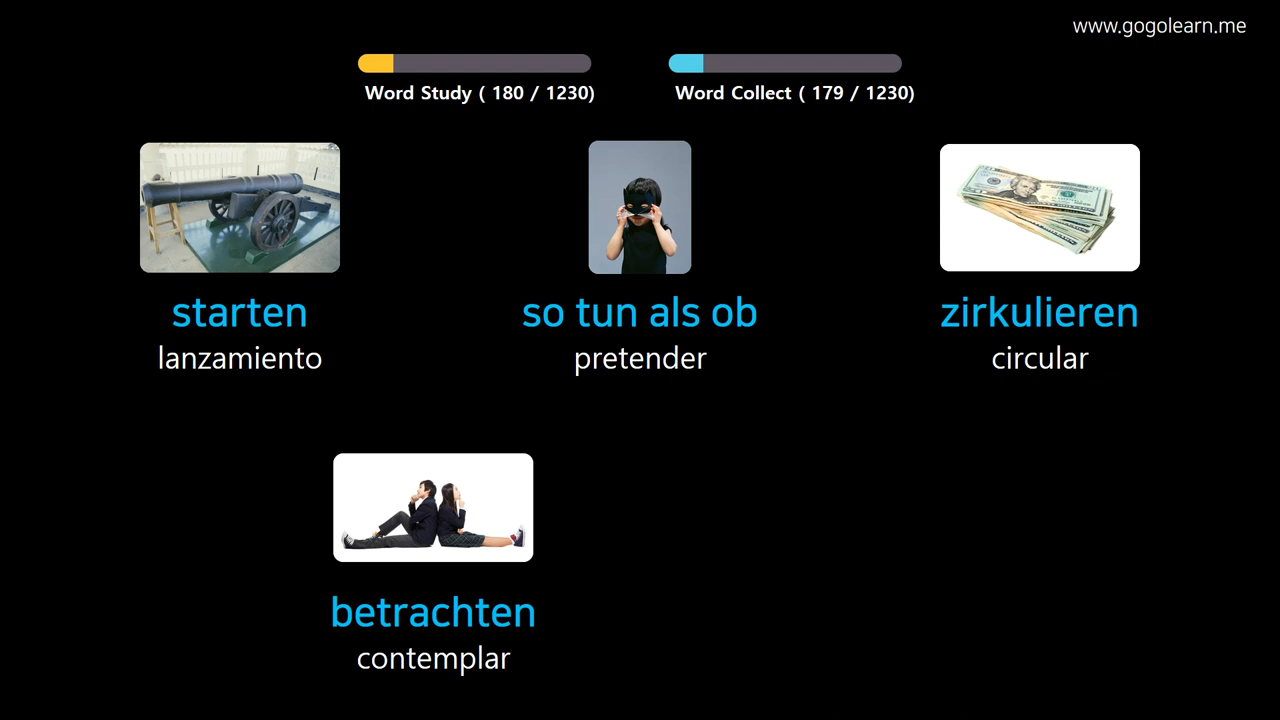 www.gogolearn.me
Word Study ( 180 / 1230)
Word Collect ( 179 / 1230)
starten
so tun als ob
zirkulieren
lanzamiento
pretender
circular
betrachten
contemplar